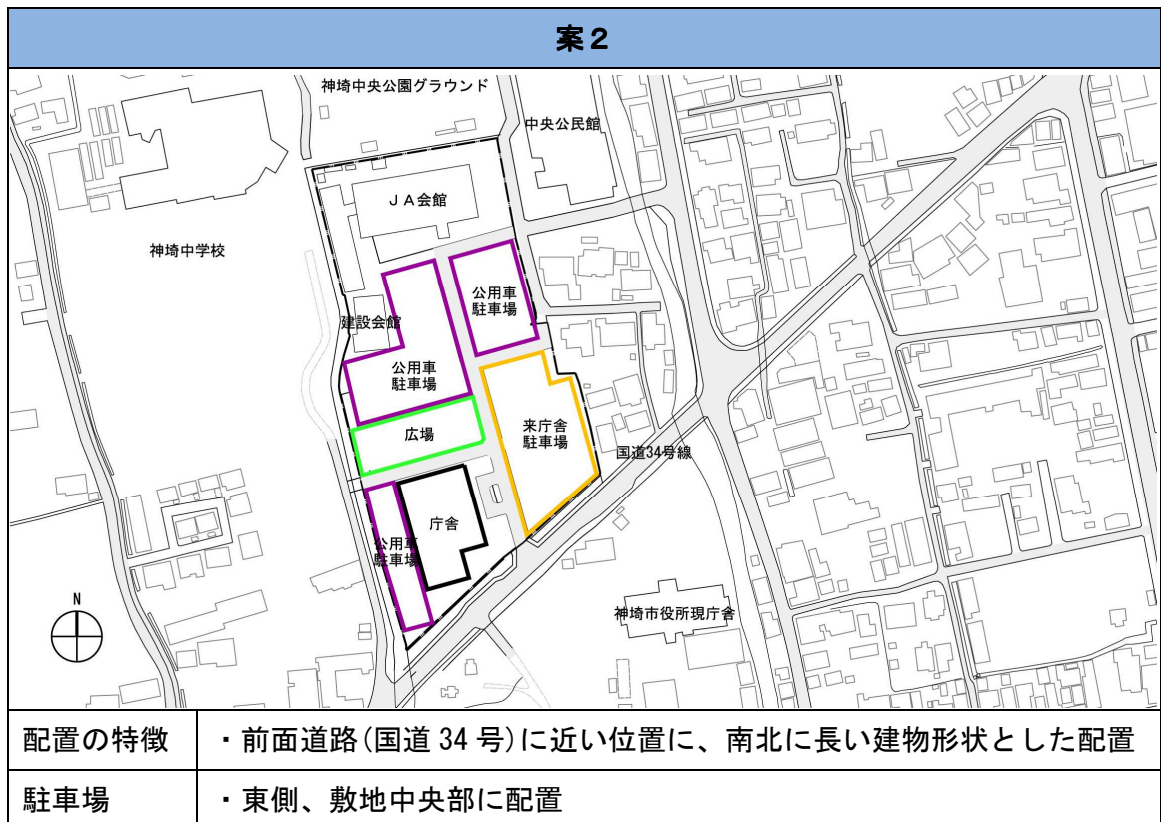 案２
神埼中央公園グラウンド
中央公民館
ＪＡ会館
神埼中学校
公用車
駐車場
建設会館
公用車
駐車場
広場
来庁舎
駐車場
国道34号線
庁舎
公用車
駐車場
N
神埼市役所現庁舎
配置の特徴
・前面道路(国道 34 号)に近い位置に、南北に長い建物形状とした配置
駐車場
・東側、敷地中央部に配置